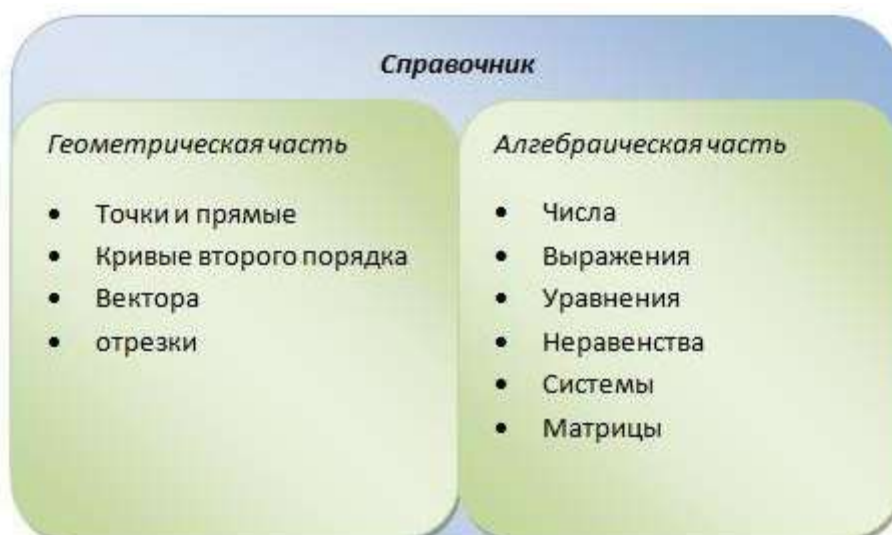 Справочник
Геометрическая часть
• Точки и прямые
• Кривые второго порядка
• Вектора
• отрезки
Алгебраическая часть
• Числа
• Выражения
• Уравнения
• Неравенства
• Системы
• Матрицы